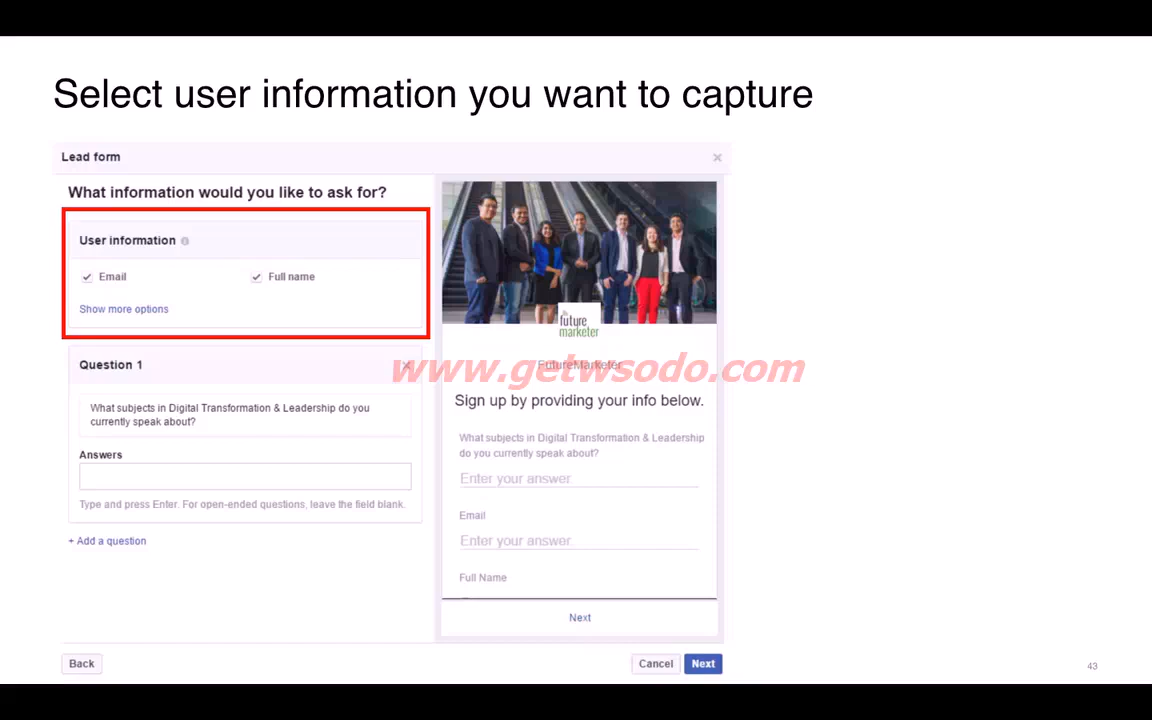 Select user information you want to capture
Lead form
What information would you like to ask for?
User information
Email
Full name
Show more options
Question 1
What subjects in Digital Transformation & Leadership do you
currently speak about?
Answers
Type and press Enter. For open-ended questions, leave the field blank.
+ Add a question
the
future
marketer
FutureMarketer
www.getwsodo.com
Sign up by providing your info below.
What subjects in Digital Transformation & Leadership
do you currently speak about?
Enter your answer
Email
Enter your answer
Full Name
Next
Back
Cancel
Next
43